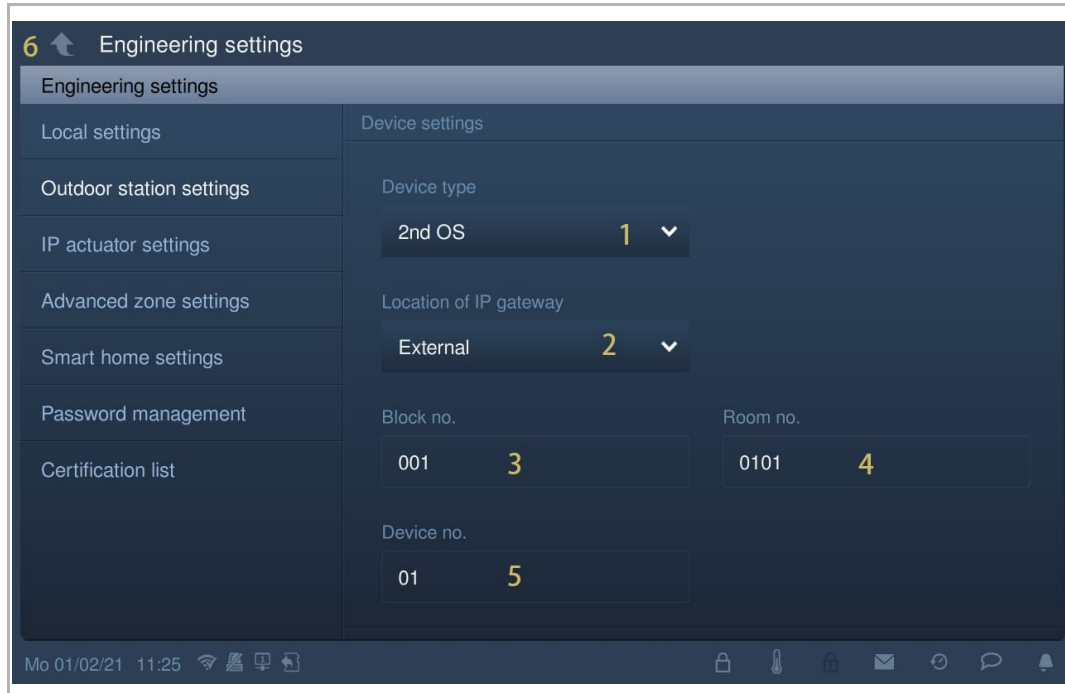 6 Engineering settings
Engineering settings
Local settings
Outdoor station settings
IP actuator settings
Advanced zone settings
Smart home settings
Password management
Certification list
Device settings
Device type
2nd OS 1
Location of IP gateway
External 2
Block no.
001 3
Room no.
0101 4
Device no.
01 5
Mo 01/02/21 11:25